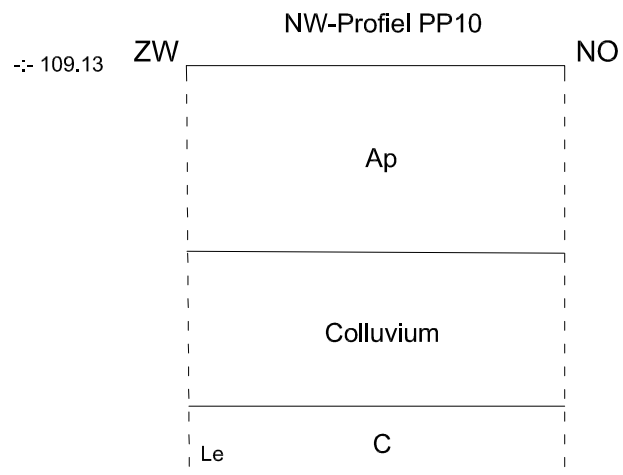 NW-Profiel PP10
ZW
NO
-:- 109.13
Ap
Colluvium
C
Le